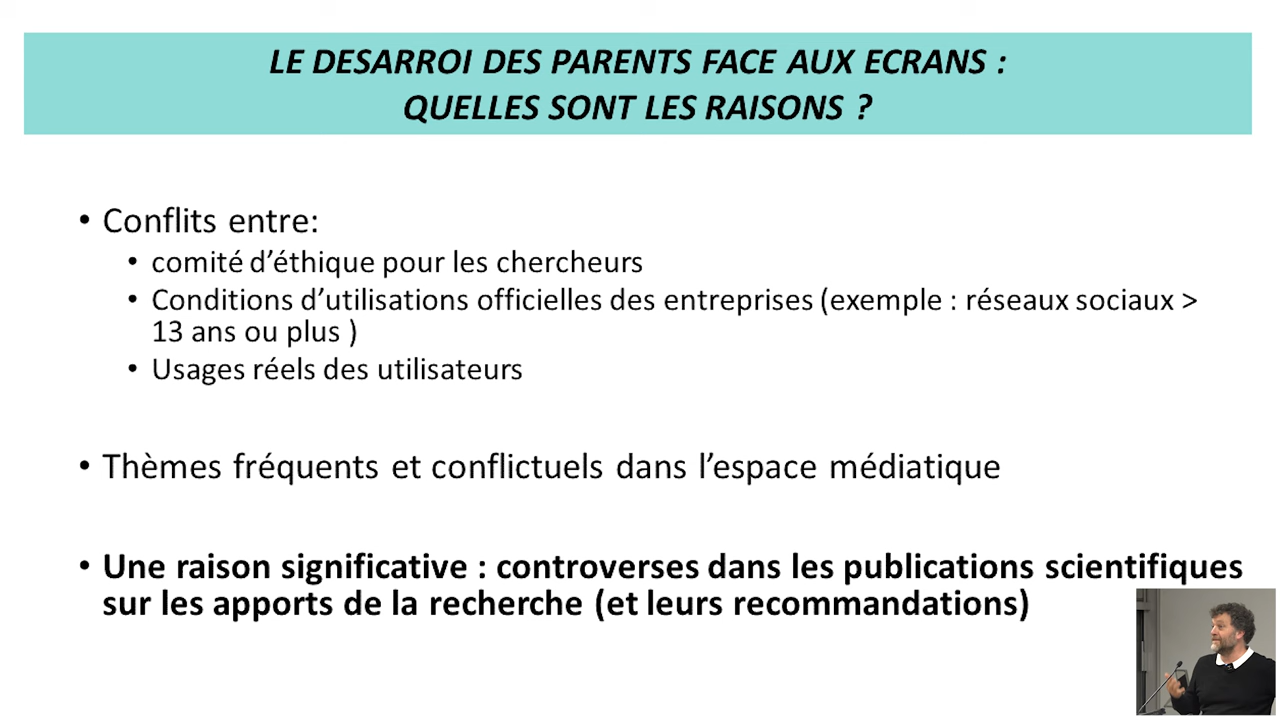 LE DESARROI DES PARENTS FACE AUX ECRANS :
QUELLES SONT LES RAISONS ?
• Conflits entre:
• comité d’éthique pour les chercheurs
• Conditions d’utilisations officielles des entreprises (exemple : réseaux sociaux >
13 ans ou plus )
• Usages réels des utilisateurs
• Thèmes fréquents et conflictuels dans l’espace médiatique
• Une raison significative : controverses dans les publications scientifiques
sur les apports de la recherche (et leurs recommandations)